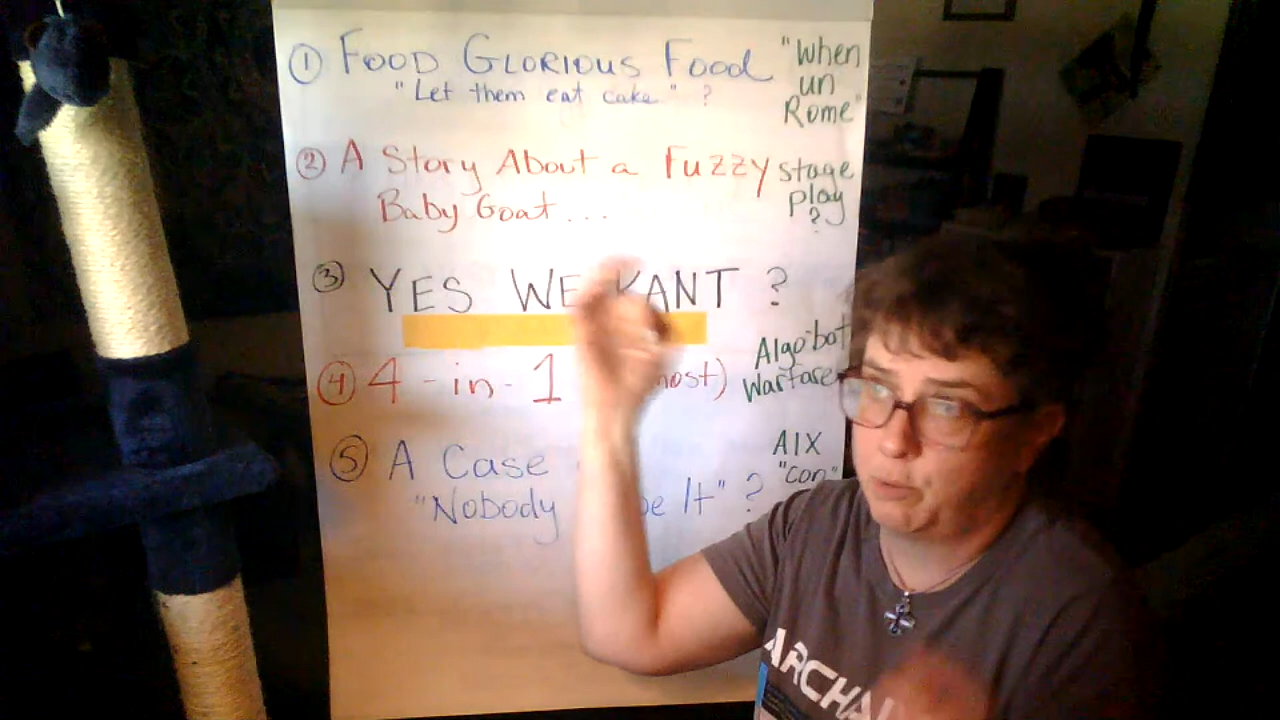 ① FOOD GLORIOUS Food
"Let them eat cake" ?
"When
un
Rome"
② A Story About a Fuzzy
Baby Goat...
stage
play
?
③ YES WE KANT ?
④ 4-in-1
Algo-bot
Warfare
⑤ A Case
"Nobody It" ?
AIX
"Con"
ARCHA